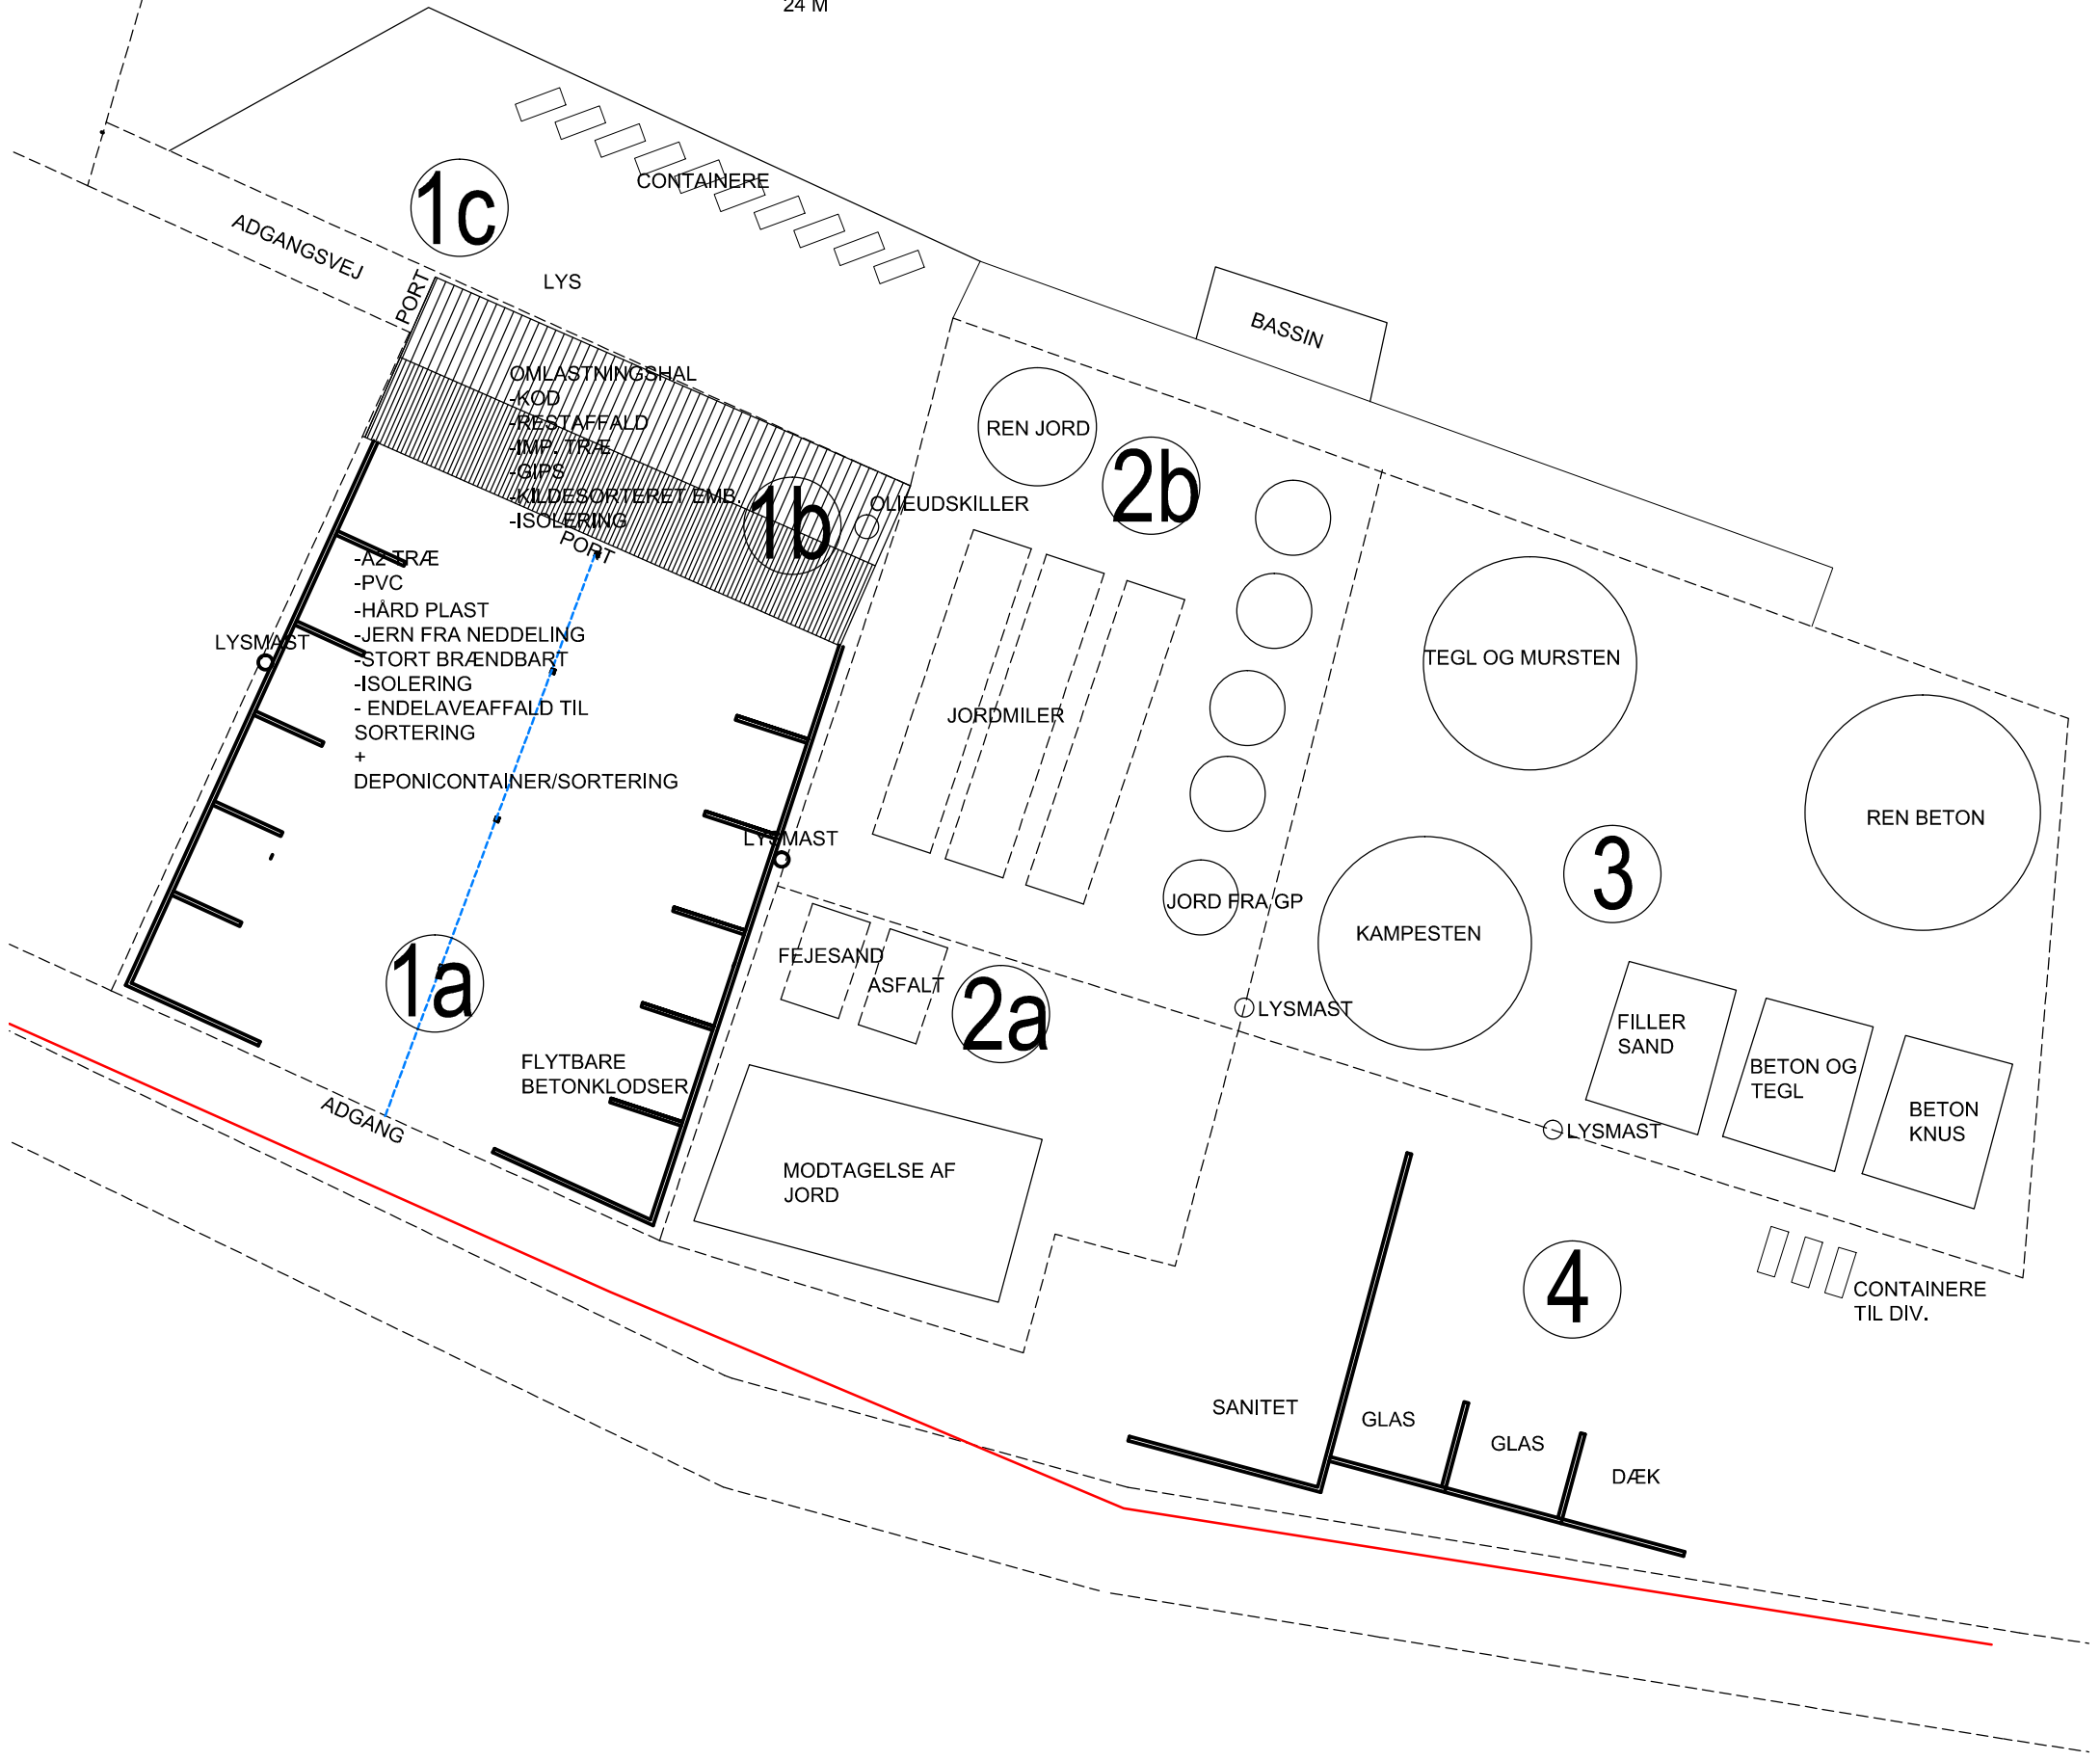 24 M
1c
CONTAINERE
ADGANGSVEJ
PORT
LYS
BASSIN
OMLASTNINGSHAL
-KOD
-RESTAFFALD
-IMP. TRÆ
-GIPS
-KILDESORTERET EMB.
-ISOLERING
PORT
1b
OLIEUDSKILLER
REN JORD
2b
-A2 TRÆ
-PVC
-HÅRD PLAST
-JERN FRA NEDDELING
-STORT BRÆNDBART
-ISOLERING
- ENDELAVEAFFALD TIL
SORTERING
+
DEPONICONTAINER/SORTERING
LYSMAST
LYSMAST
JORDMILER
JORD FRA GP
TEGL OG MURSTEN
REN BETON
3
KAMPESTEN
1a
FLYTBARE
BETONKLODSER
ADGANG
FEJESAND
ASFALT
2a
LYSMAST
MODTAGELSE AF
JORD
FILLER
SAND
BETON OG
TEGL
BETON
KNUS
LYSMAST
4
CONTAINERE
TIL DIV.
SANITET
GLAS
GLAS
DÆK